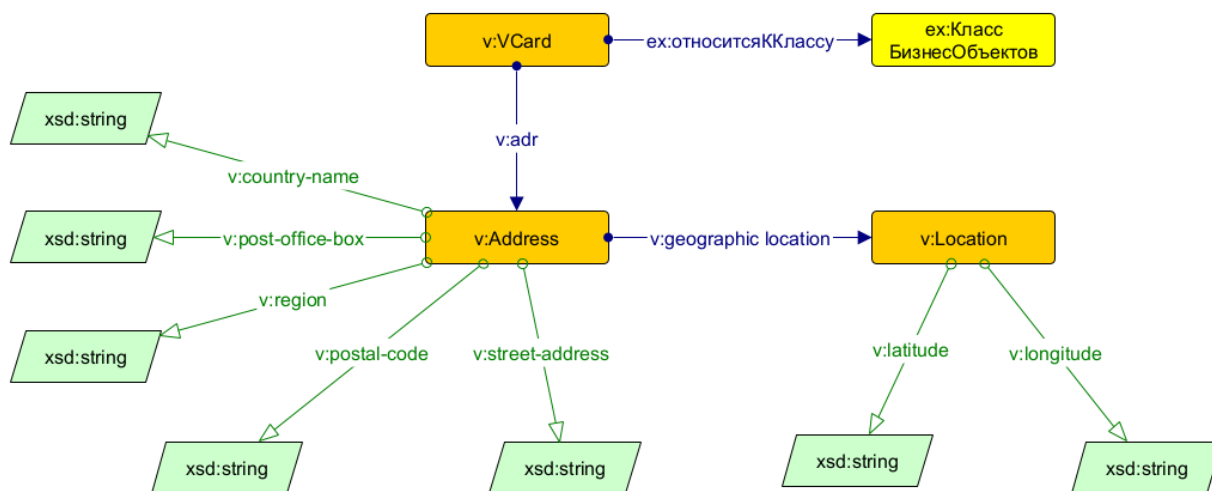 v:VCard
ex:относитсяККлассу
ex:Класс
БизнесОбъектов
xsd:string
v:adr
v:country-name
xsd:string
v:post-office-box
v:Address
v:geographic location
v:Location
v:region
xsd:string
v:postal-code
v:street-address
v:latitude
v:longitude
xsd:string
xsd:string
xsd:string
xsd:string